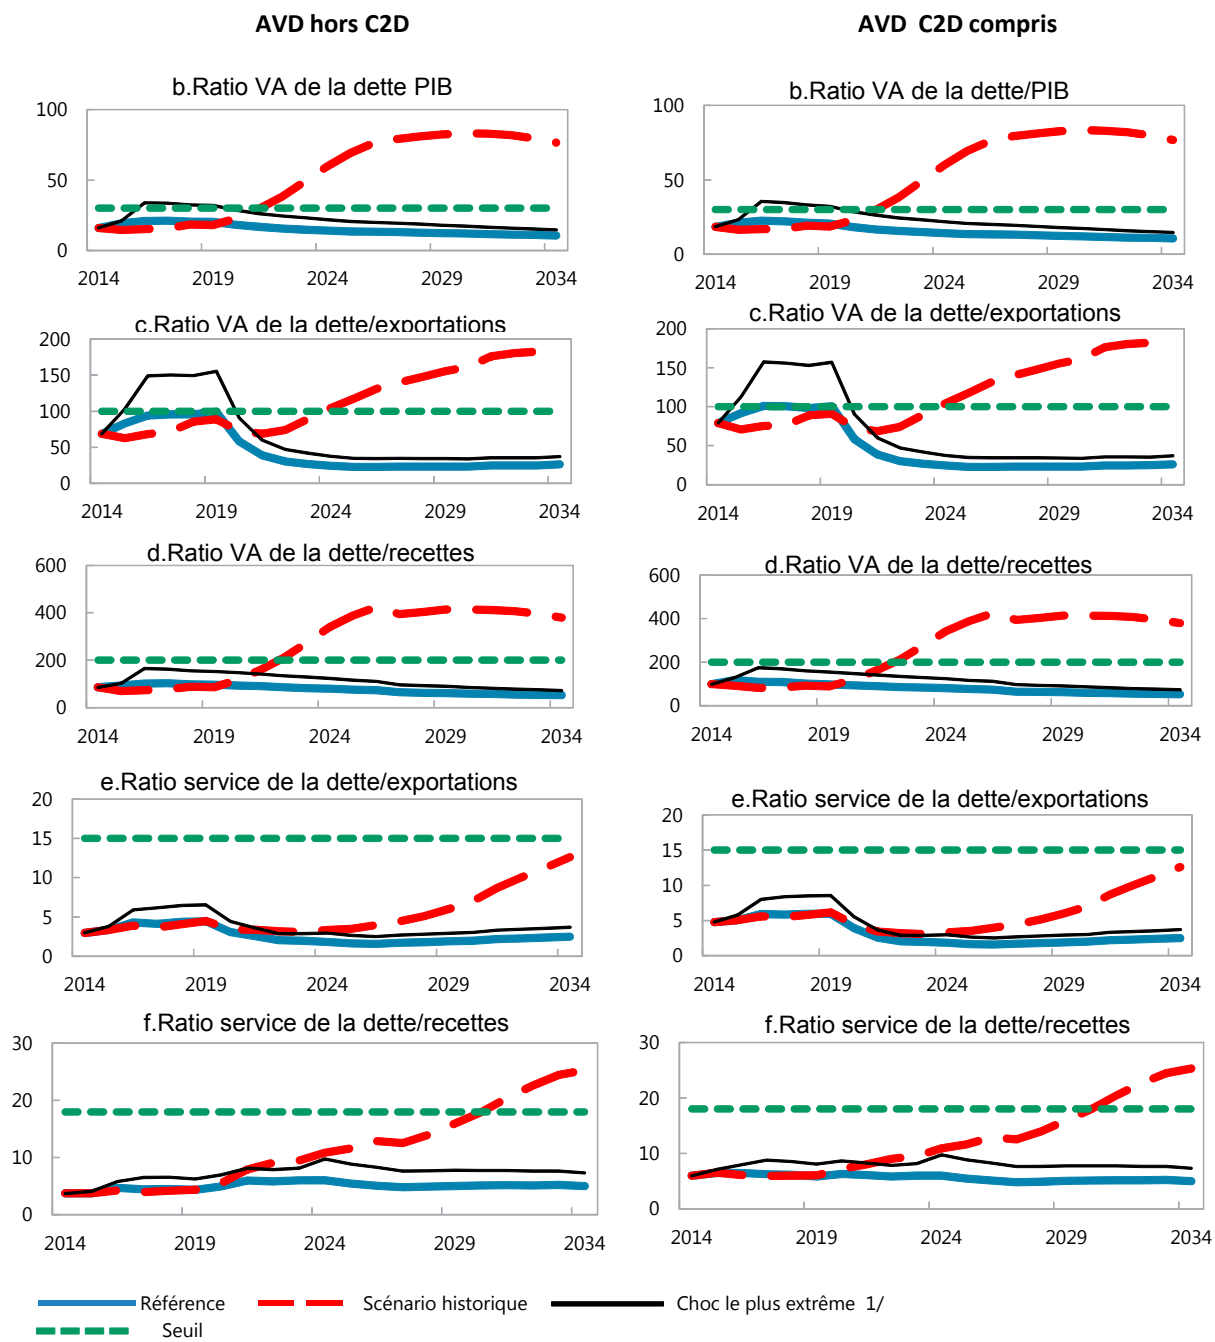 AVD hors C2D
AVD C2D compris
b.Ratio VA de la dette PIB
100
50
0
2014 2019 2024 2029 2034
b.Ratio VA de la dette/PIB
100
50
0
2014 2019 2024 2029 2034
c.Ratio VA de la dette/exportations
200
150
100
50
0
2014 2019 2024 2029 2034
c.Ratio VA de la dette/exportations
200
150
100
50
0
2014 2019 2024 2029 2034
d.Ratio VA de la dette/recettes
600
400
200
0
2014 2019 2024 2029 2034
d.Ratio VA de la dette/recettes
600
400
200
0
2014 2019 2024 2029 2034
e.Ratio service de la dette/exportations
20
15
10
5
0
2014 2019 2024 2029 2034
e.Ratio service de la dette/exportations
20
15
10
5
0
2014 2019 2024 2029 2034
f.Ratio service de la dette/recettes
30
20
10
0
2014 2019 2024 2029 2034
f.Ratio service de la dette/recettes
30
20
10
0
2014 2019 2024 2029 2034
Référence Scénario historique Choc le plus extrême 1/
Seuil